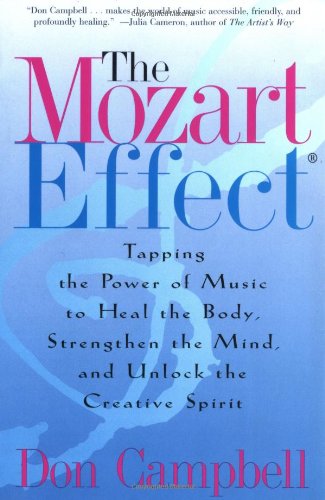 "Don Campbell . . . makes the world of music accessible, friendly, and
profoundly healing." —Julia Cameron, author of The Artist's Way
The
Mozart
Effect®
Tapping
the Power of Music
to Heal the Body,
Strengthen the Mind,
and Unlock the
Creative Spirit
Don Campbell